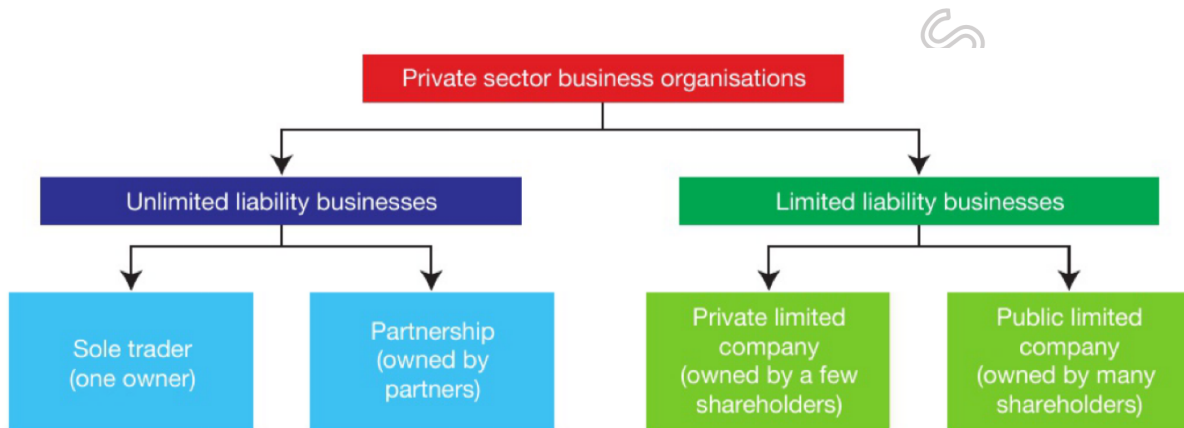 Private sector business organisations
Unlimited liability businesses
Limited liability businesses
Sole trader
(one owner)
Partnership
(owned by
partners)
Private limited
company
(owned by a few
shareholders)
Public limited
company
(owned by many
shareholders)